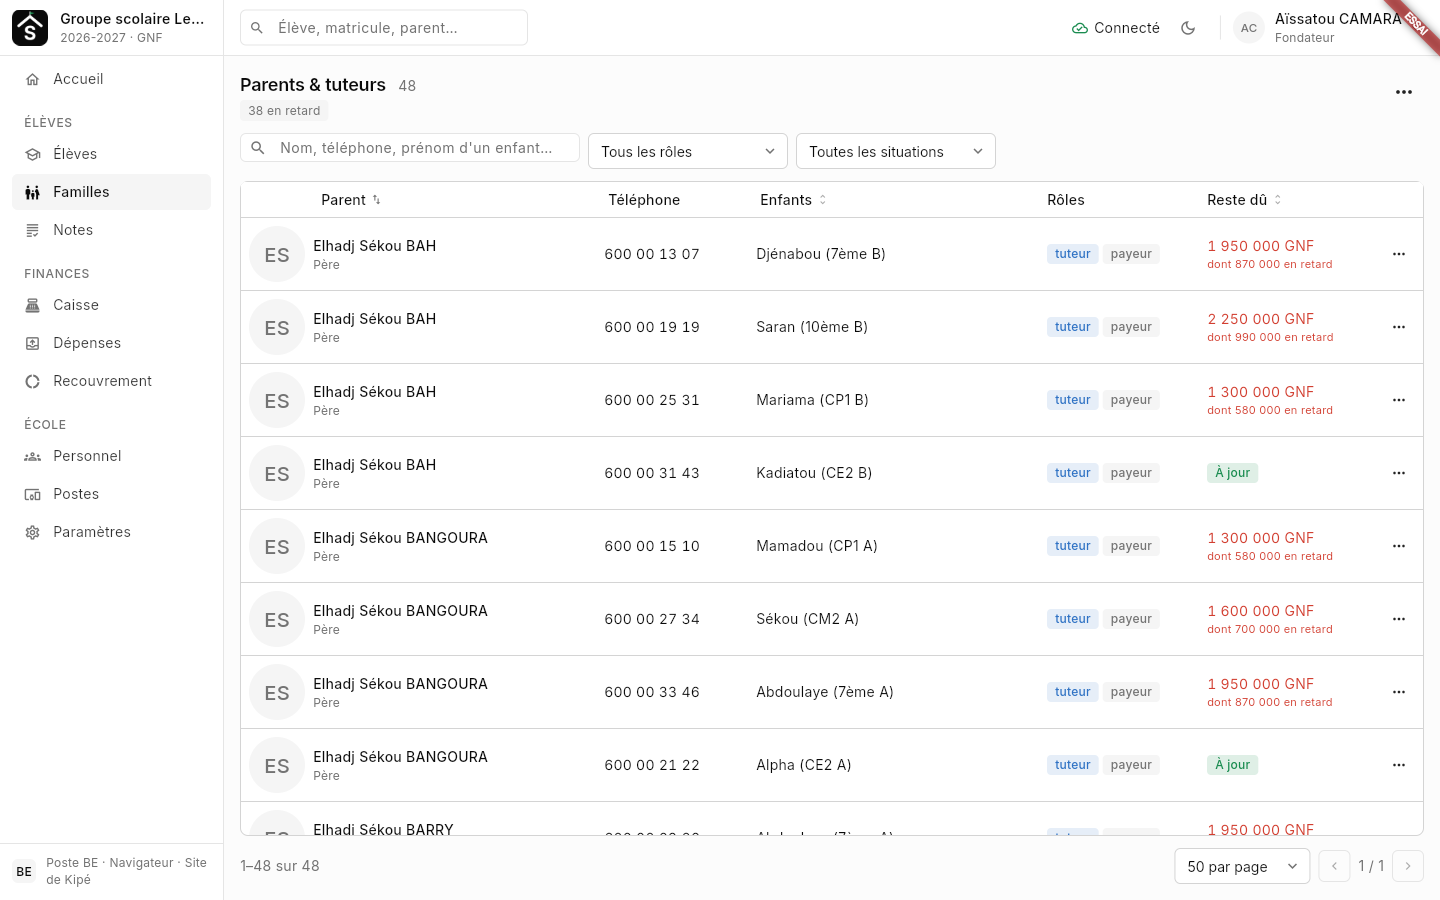 Groupe scolaire Le...
2026-2027 · GNF
Élève, matricule, parent...
Connecté
AC
Aïssatou CAMARA
Fondateur
ESSAI
Accueil
ÉLÈVES
Élèves
Familles
Notes
FINANCES
Caisse
Dépenses
Recouvrement
ÉCOLE
Personnel
Postes
Paramètres
BE
Poste BE · Navigateur · Site
de Kipé
Parents & tuteurs 48
38 en retard
Nom, téléphone, prénom d'un enfant...
Tous les rôles
Toutes les situations
Parent Téléphone Enfants Rôles Reste dû
ES Elhadj Sékou BAH 600 00 13 07 Djénabou (7ème B) tuteur payeur 1 950 000 GNF
Père dont 870 000 en retard
ES Elhadj Sékou BAH 600 00 19 19 Saran (10ème B) tuteur payeur 2 250 000 GNF
Père dont 990 000 en retard
ES Elhadj Sékou BAH 600 00 25 31 Mariama (CP1 B) tuteur payeur 1 300 000 GNF
Père dont 580 000 en retard
ES Elhadj Sékou BAH 600 00 31 43 Kadiatou (CE2 B) tuteur payeur À jour
Père
ES Elhadj Sékou BANGOURA 600 00 15 10 Mamadou (CP1 A) tuteur payeur 1 300 000 GNF
Père dont 580 000 en retard
ES Elhadj Sékou BANGOURA 600 00 27 34 Sékou (CM2 A) tuteur payeur 1 600 000 GNF
Père dont 700 000 en retard
ES Elhadj Sékou BANGOURA 600 00 33 46 Abdoulaye (7ème A) tuteur payeur 1 950 000 GNF
Père dont 870 000 en retard
ES Elhadj Sékou BANGOURA 600 00 21 22 Alpha (CE2 A) tuteur payeur À jour
Père
ES Elhadj Sékou BARRY 1 950 000 GNF
1–48 sur 48
50 par page
1 / 1